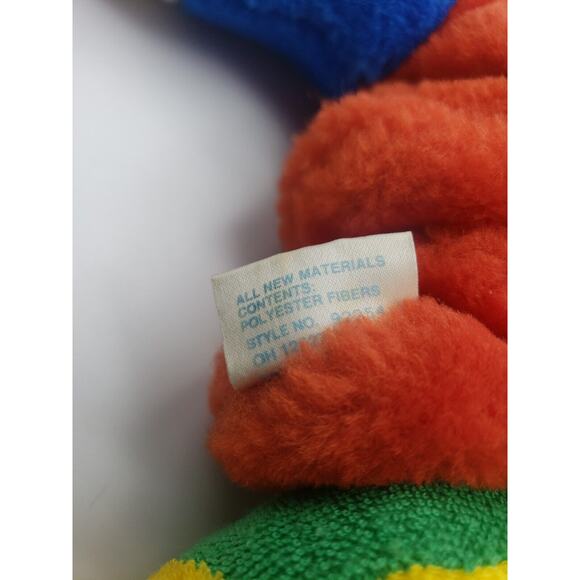 ALL NEW MATERIALS
CONTENTS:
POLYESTER FIBERS
STYLE NO.
OH